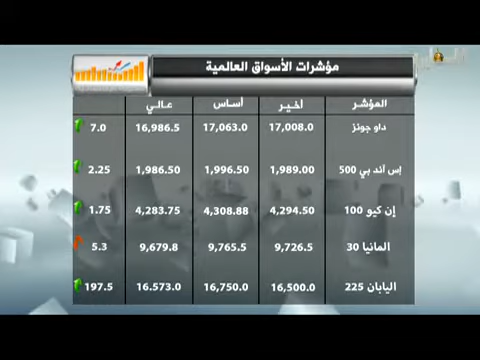 مؤشرات الأسواق العالمية
المؤشر أخير أساس عالي
داو جونز 17,008.0 17,063.0 16,986.5 7.0
إس آند بي 500 1,989.00 1,996.50 1,986.50 2.25
إن كيو 100 4,294.50 4,308.88 4,283.75 1.75
المانيا 30 9,726.5 9,765.5 9,679.8 5.3
اليابان 225 16,500.0 16,750.0 16.573.0 197.5